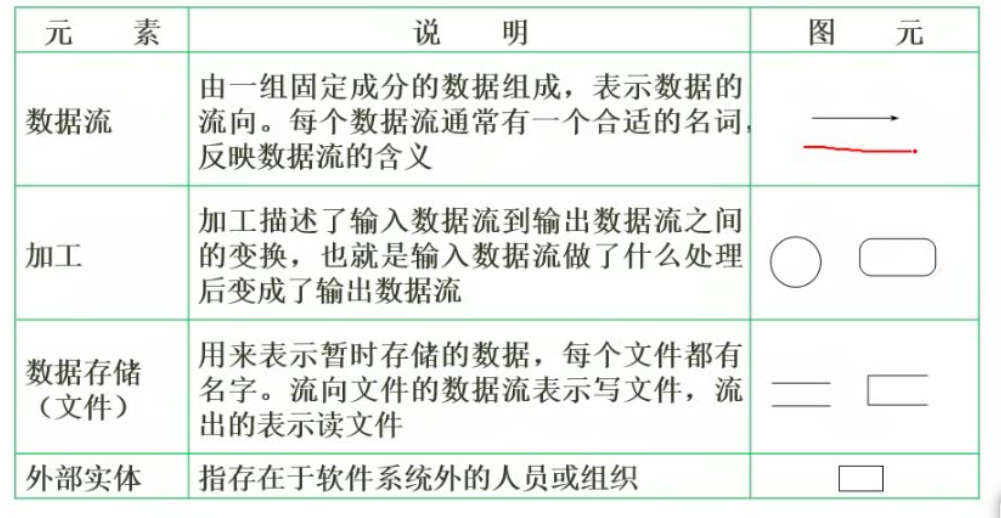 元 素 说 明 图 元
数据流
由一组固定成分的数据组成，表示数据的
流向。每个数据流通常有一个合适的名词，
反映数据流的含义
加工
加工描述了输入数据流到输出数据流之间
的变换，也就是输入数据流做了什么处理
后变成了输出数据流
数据存储
（文件）
用来表示暂时存储的数据，每个文件都有
名字。流向文件的数据流表示写文件，流
出的表示读文件
外部实体
指存在于软件系统外的人员或组织